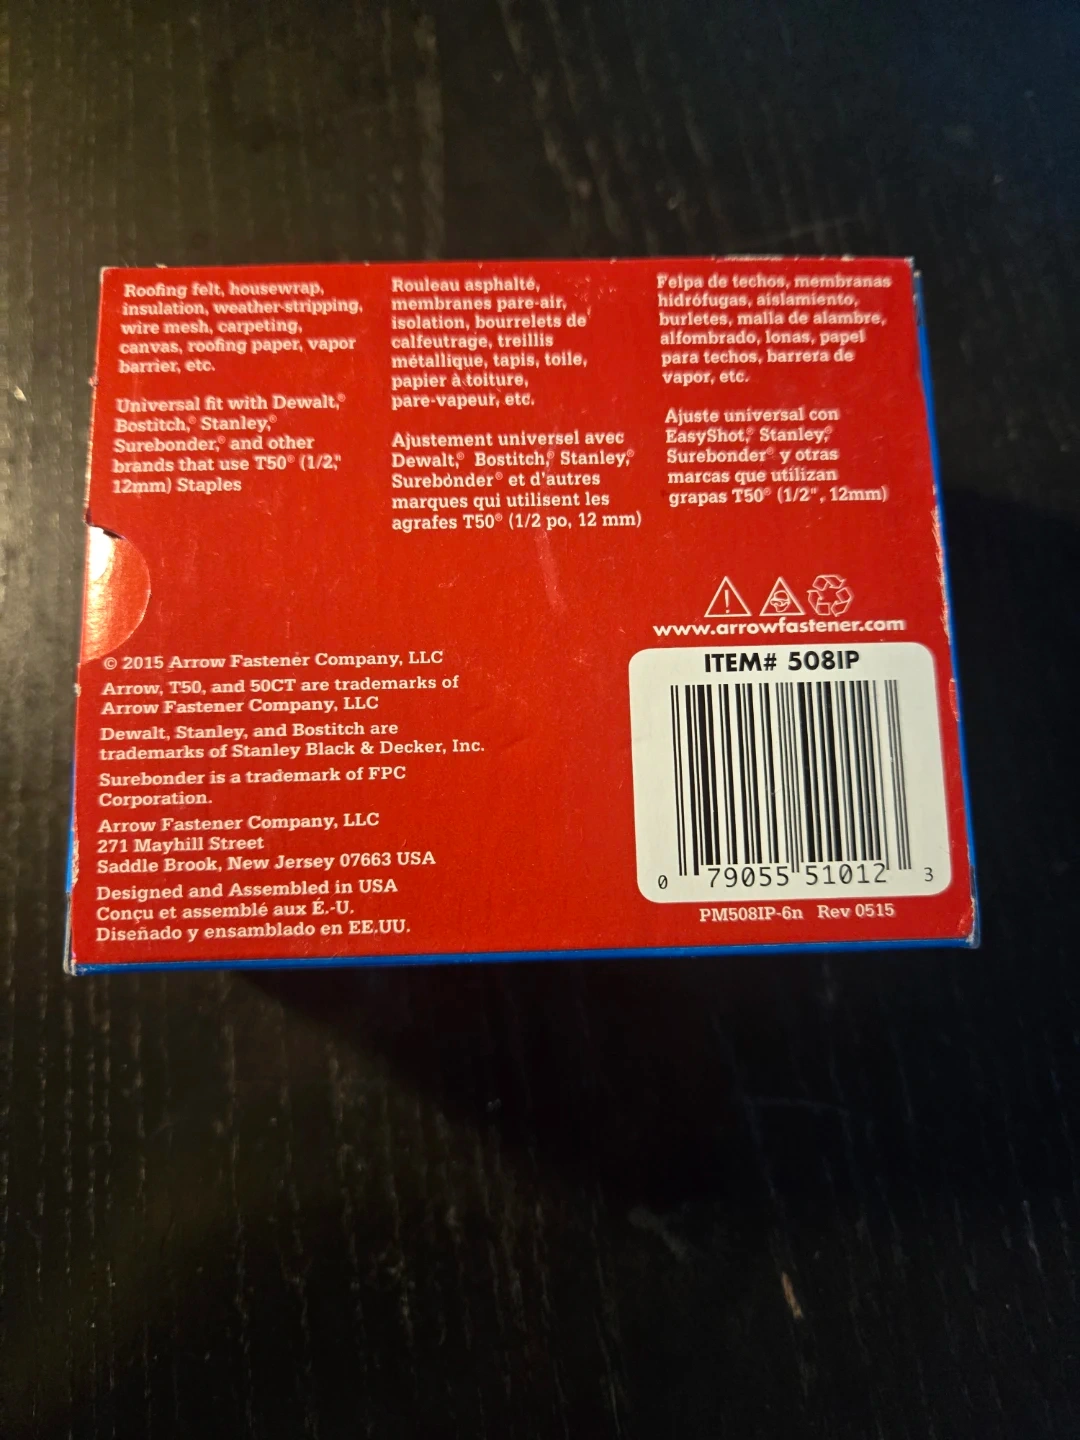 Roofing felt, housewrap,
insulation, weather-stripping,
wire mesh, carpeting,
canvas, roofing paper, vapor
barrier, etc.
Universal fit with Dewalt,®
Bostitch,® Stanley,®
Surebonder,® and other
brands that use T50® (1/2,"
12mm) Staples
Rouleau asphalté,
membranes pare-air,
isolation, bourrelets de
calfeutrage, treillis
métallique, tapis, toile,
papier à toiture,
pare-vapeur, etc.
Ajustement universel avec
Dewalt,® Bostitch,® Stanley,®
Surebonder® et d'autres
marques qui utilisent les
agrafes T50® (1/2 po, 12 mm)
Felpa de techos, membranas
hidrófugas, aislamiento,
burletes, malla de alambre,
alfombrado, lonas, papel
para techos, barrera de
vapor, etc.
Ajuste universal con
EasyShot,® Stanley,®
Surebonder® y otras
marcas que utilizan
grapas T50® (1/2", 12mm)
© 2015 Arrow Fastener Company, LLC
Arrow, T50, and 50CT are trademarks of
Arrow Fastener Company, LLC
Dewalt, Stanley, and Bostitch are
trademarks of Stanley Black & Decker, Inc.
Surebonder is a trademark of FPC
Corporation.
Arrow Fastener Company, LLC
271 Mayhill Street
Saddle Brook, New Jersey 07663 USA
Designed and Assembled in USA
Conçu et assemblé aux É.-U.
Diseñado y ensamblado en EE.UU.
www.arrowfastener.com
ITEM# 508IP
0 79055 51012 3
PM508IP-6n Rev 0515